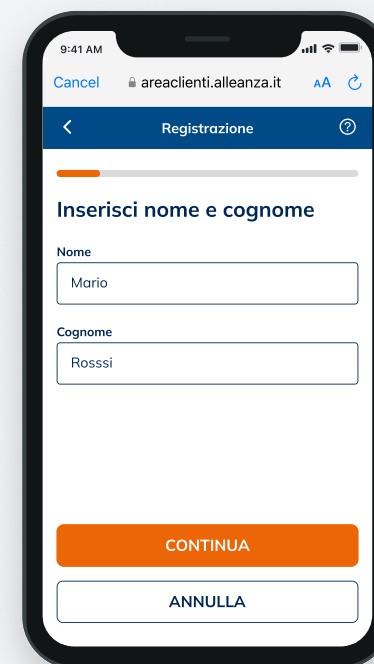 9:41 AM
Cancel areaclienti.alleanza.it AA
Registrazione ?
Inserisci nome e cognome
Nome
Mario
Cognome
Rosssi
CONTINUA
ANNULLA